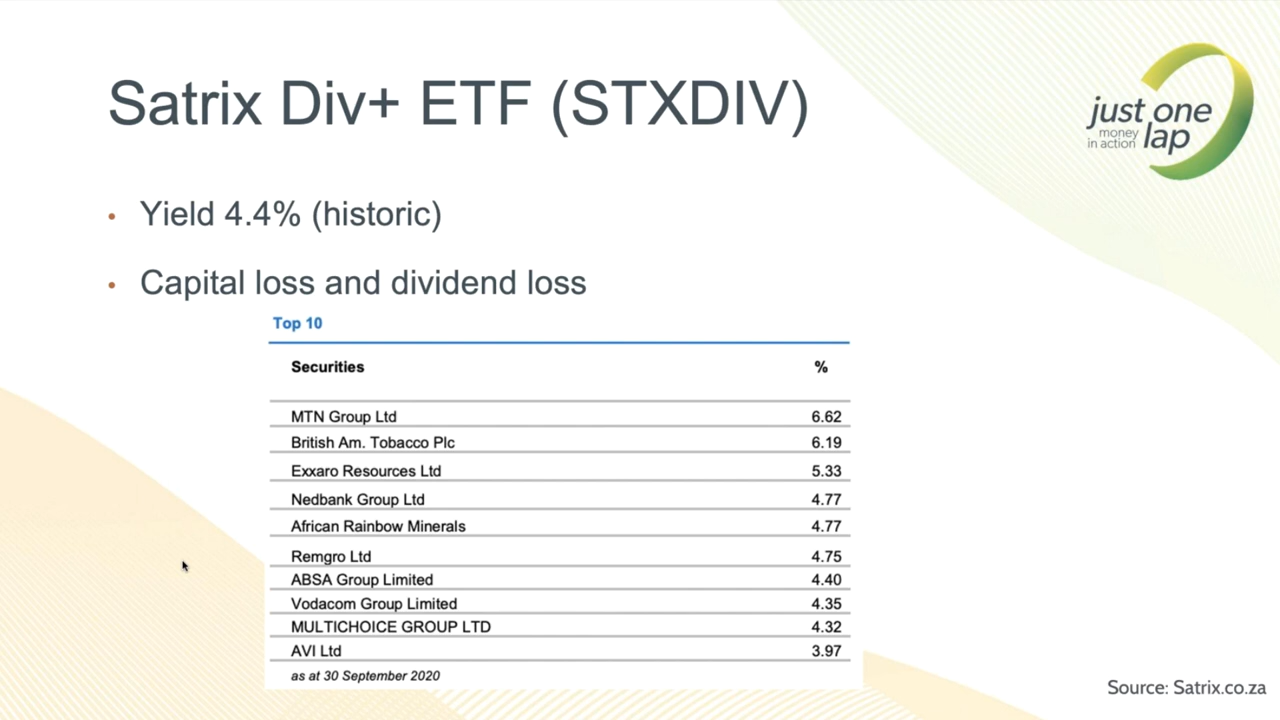 Satrix Div+ ETF (STXDIV)
just one
money
in action lap
• Yield 4.4% (historic)
• Capital loss and dividend loss
Top 10
Securities %
MTN Group Ltd 6.62
British Am. Tobacco Plc 6.19
Exxaro Resources Ltd 5.33
Nedbank Group Ltd 4.77
African Rainbow Minerals 4.77
Remgro Ltd 4.75
ABSA Group Limited 4.40
Vodacom Group Limited 4.35
MULTICHOICE GROUP LTD 4.32
AVI Ltd 3.97
as at 30 September 2020
Source: Satrix.co.za